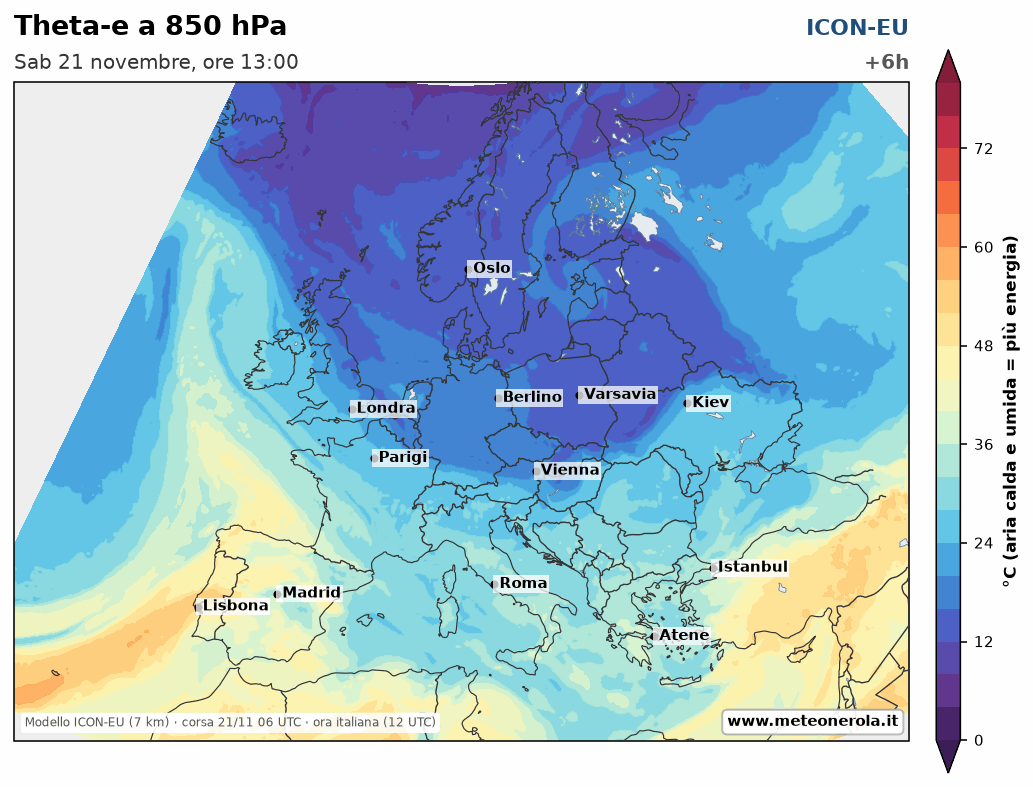 Theta-e a 850 hPa
ICON-EU
Sab 21 novembre, ore 13:00
+6h
Oslo
Berlino
Varsavia
Kiev
Londra
Parigi
Vienna
Istanbul
Roma
Madrid
Lisbona
Atene
Modello ICON-EU (7 km) · corsa 21/11 06 UTC · ora italiana (12 UTC)
www.meteonerola.it
72
60
48
36
24
12
0
°C (aria calda e umida = più energia)